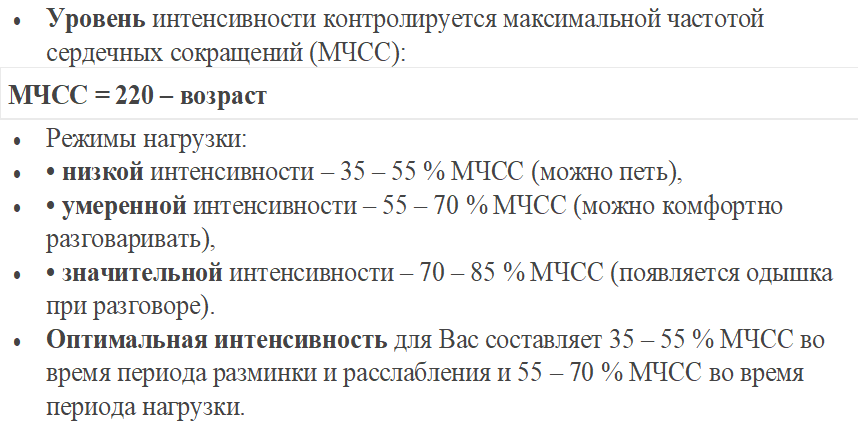 • Уровень интенсивности контролируется максимальной частотой
сердечных сокращений (МЧСС):
МЧСС = 220 – возраст
• Режимы нагрузки:
• • низкой интенсивности – 35 – 55 % МЧСС (можно петь),
• • умеренной интенсивности – 55 – 70 % МЧСС (можно комфортно
разговаривать),
• • значительной интенсивности – 70 – 85 % МЧСС (появляется одышка
при разговоре).
• Оптимальная интенсивность для Вас составляет 35 – 55 % МЧСС во
время периода разминки и расслабления и 55 – 70 % МЧСС во время
периода нагрузки.